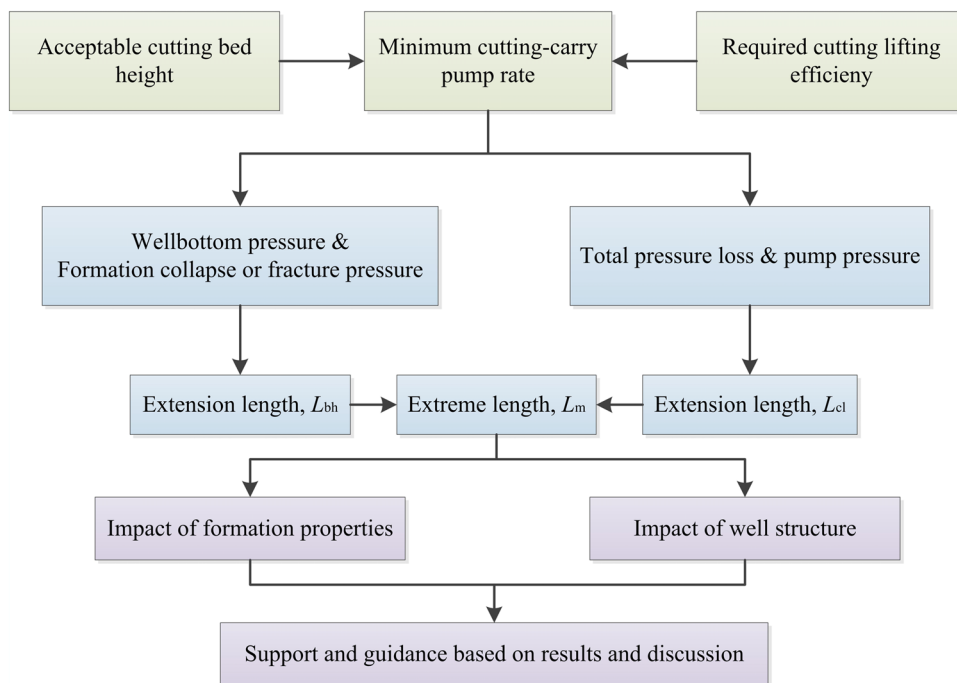 Acceptable cutting bed
height
Minimum cutting-carry
pump rate
Required cutting lifting
efficieny
Wellbottom pressure &
Formation collapse or fracture pressure
Total pressure loss & pump pressure
Extension length, Lbh
Extreme length, Lm
Extension length, Lcl
Impact of formation properties
Impact of well structure
Support and guidance based on results and discussion